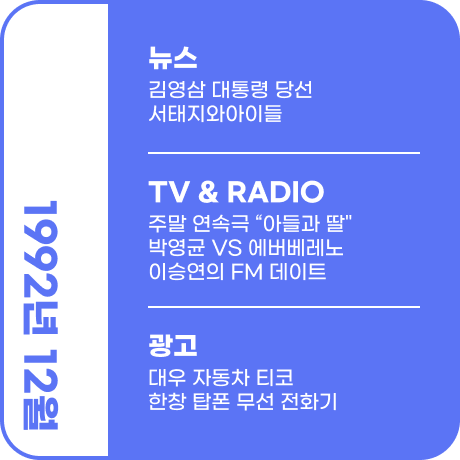 1992년 12월
뉴스
김영삼 대통령 당선
서태지와아이들
TV & RADIO
주말 연속극 “아들과 딸"
박영균 VS 에버베레노
이승연의 FM 데이트
광고
대우 자동차 티코
한창 탑폰 무선 전화기